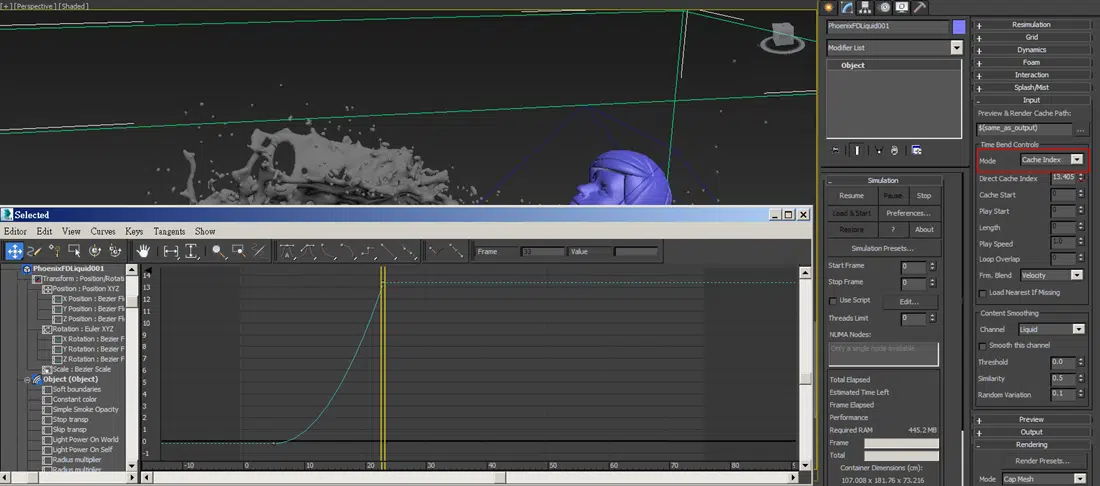 [ + ] [Perspective ] [Shaded ]
Selected
Editor Edit View Curves Keys Tangents Show
Frame 53 Value
PhoenixFDLiquid001
Transform : Position/Rotati
Position : Position XYZ
X Position : Bezier Fl
Y Position : Bezier Fl
Z Position : Bezier Fl
Rotation : Euler XYZ
X Rotation : Bezier F
Y Rotation : Bezier F
Z Rotation : Bezier F
Scale : Bezier Scale
Object (Object)
Soft boundaries
Constant color
Simple Smoke Opacity
Stop transp
Skip transp
Light Power On World
Light Power On Self
Radius multiplier
Radius multiplier
14
13
12
11
10
9
8
7
6
5
4
3
2
1
0
-1
-10 0 10 20 30 40 50 60 70 80
PhoenixFDLiquid001
Modifier List
Object
Simulation
Resume Pause Stop
Load & Start Preferences...
Restore ? About
Simulation Presets...
Start Frame 0
Stop Frame 0
Use Script Edit...
Threads Limit 0
NUMA Nodes:
Only a single node available.
Total Elapsed
Estimated Time Left
Frame Elapsed
Performance
Required RAM 445.2 MB
Frame
Total
Container Dimensions (cm):
107.008 x 181.76 x 73.216
Resimulation
Grid
Dynamics
Foam
Interaction
Splash/Mist
Input
Preview & Render Cache Path:
$(same_as_output) ...
Time Bend Controls
Mode Cache Index
Direct Cache Index 13.405
Cache Start 0
Play Start 0
Length 0
Play Speed 1.0
Loop Overlap 0
Frm. Blend Velocity
Load Nearest If Missing
Content Smoothing
Channel Liquid
Smooth this channel
Threshold 0.0
Similarity 0.5
Random Variation 0.1
Preview
Output
Rendering
Render Presets...
Mode Cap Mesh